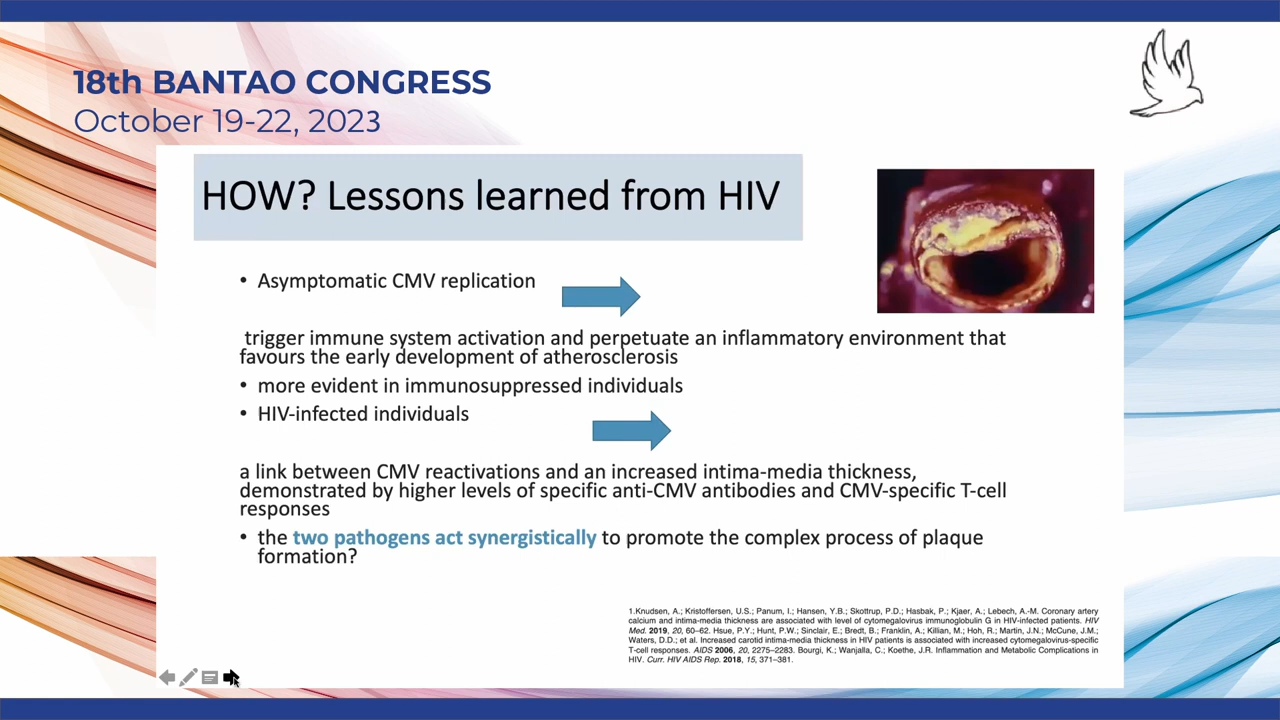 18th BANTAO CONGRESS
October 19-22, 2023
HOW? Lessons learned from HIV
• Asymptomatic CMV replication
trigger immune system activation and perpetuate an inflammatory environment that
favours the early development of atherosclerosis
• more evident in immunosuppressed individuals
• HIV-infected individuals
a link between CMV reactivations and an increased intima-media thickness,
demonstrated by higher levels of specific anti-CMV antibodies and CMV-specific T-cell
responses
• the two pathogens act synergistically to promote the complex process of plaque
formation?
1.Knudsen, A.; Kristoffersen, U.S.; Panum, I.; Hansen, Y.B.; Skottrup, P.D.; Hasbak, P.; Kjaer, A.; Lebech, A.-M. Coronary artery
calcium and intima-media thickness are associated with level of cytomegalovirus immunoglobulin G in HIV-infected patients. HIV
Med. 2019, 20, 60–62. Hsue, P.Y.; Hunt, P.W.; Sinclair, E.; Bredt, B.; Franklin, A.; Killian, M.; Hoh, R.; Martin, J.N.; McCune, J.M.;
Waters, D.D.; et al. Increased carotid intima-media thickness in HIV patients is associated with increased cytomegalovirus-specific
T-cell responses. AIDS 2006, 20, 2275–2283. Bourgi, K.; Wanjalla, C.; Koethe, J.R. Inflammation and Metabolic Complications in
HIV. Curr. HIV AIDS Rep. 2018, 15, 371–381.